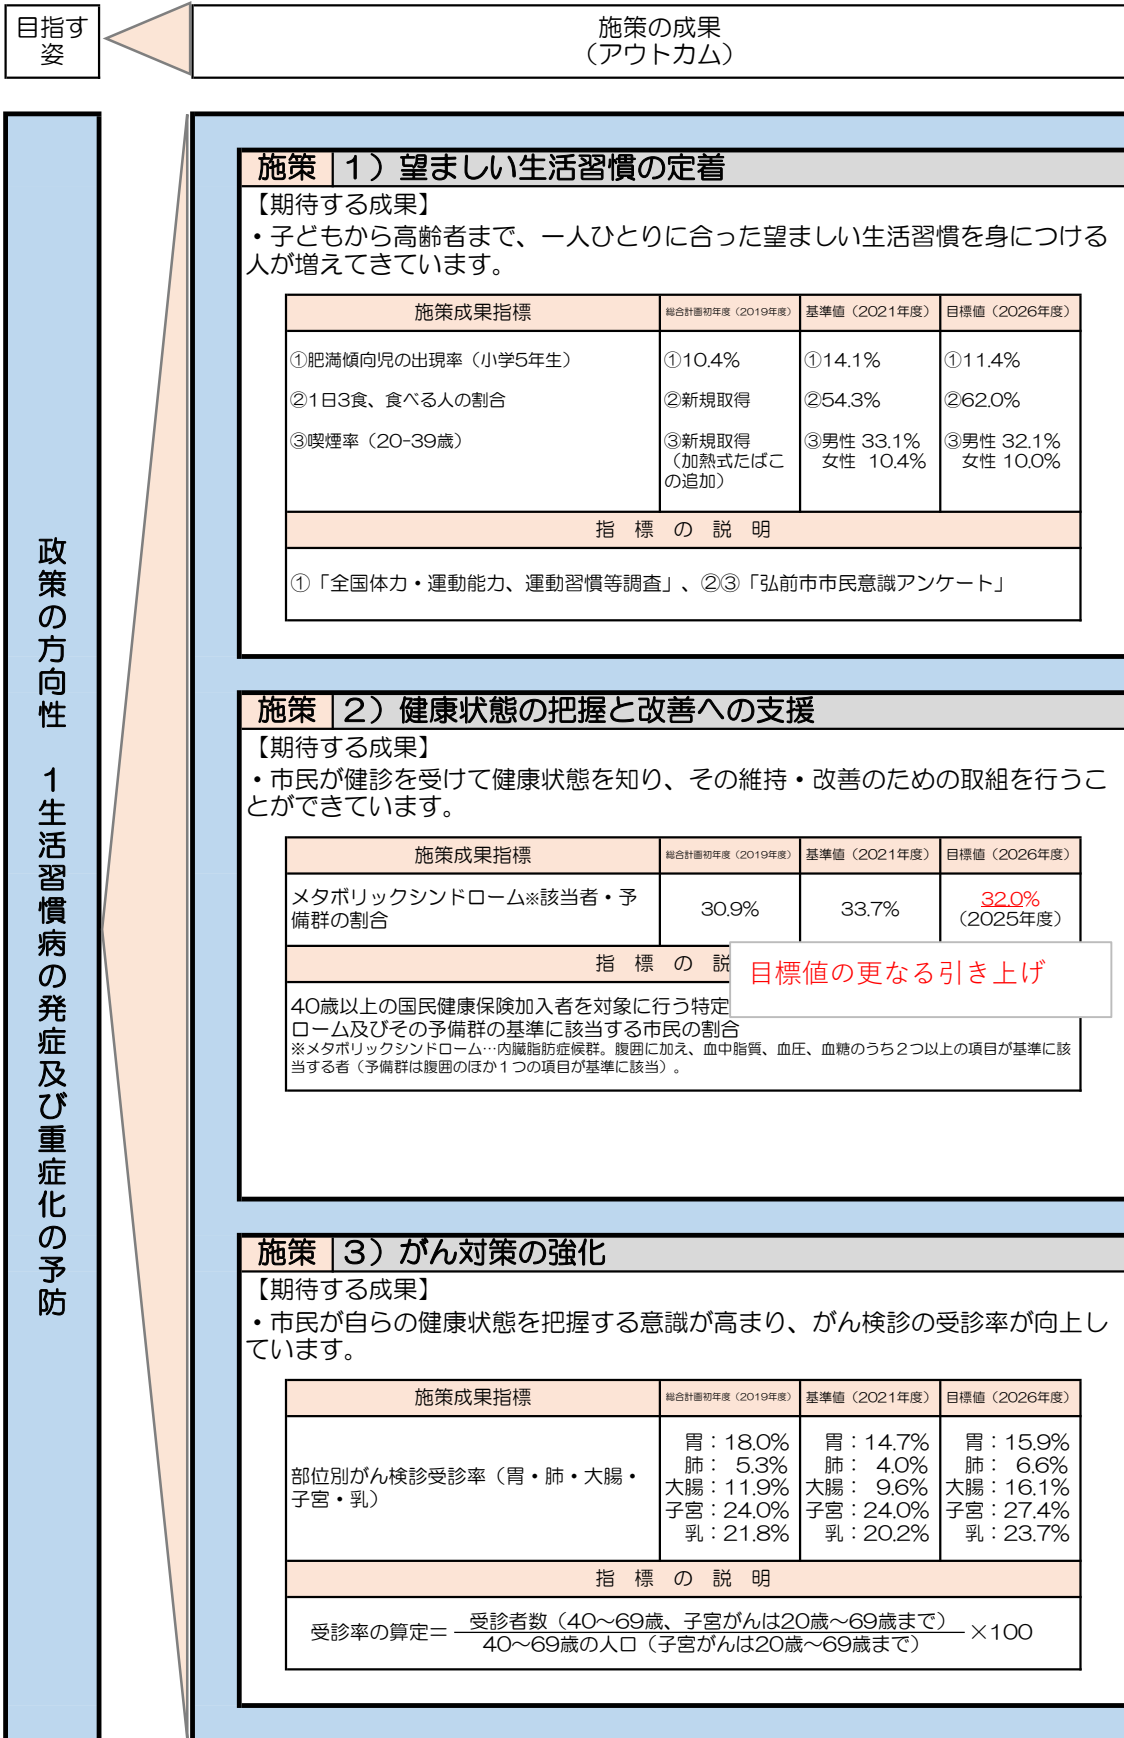 目指す
姿
施策の成果
（アウトカム）
政策の方向性　１生活習慣病の発症及び重症化の予防
施策 １）望ましい生活習慣の定着
【期待する成果】
・子どもから高齢者まで、一人ひとりに合った望ましい生活習慣を身につける
人が増えてきています。
施策成果指標 総合計画初年度（2019年度） 基準値（2021年度） 目標値（2026年度）
①肥満傾向児の出現率（小学5年生） ①10.4% ①14.1% ①11.4%
②1日3食、食べる人の割合 ②新規取得 ②54.3% ②62.0%
③喫煙率（20-39歳） ③新規取得 ③男性 33.1% ③男性 32.1%
（加熱式たばこ 女性 10.4% 女性 10.0%
の追加）
指 標 の 説 明
①「全国体力・運動能力、運動習慣等調査」、②③「弘前市市民意識アンケート」
施策 ２）健康状態の把握と改善への支援
【期待する成果】
・市民が健診を受けて健康状態を知り、その維持・改善のための取組を行うこ
とができています。
施策成果指標 総合計画初年度（2019年度） 基準値（2021年度） 目標値（2026年度）
メタボリックシンドローム※該当者・予
備群の割合
30.9% 33.7% 32.0%
（2025年度）
指 標 の 説
目標値の更なる引き上げ
40歳以上の国民健康保険加入者を対象に行う特定
ローム及びその予備群の基準に該当する市民の割合
※メタボリックシンドローム…内臓脂肪症候群。腹囲に加え、血中脂質、血圧、血糖のうち２つ以上の項目が基準に該
当する者（予備群は腹囲のほか１つの項目が基準に該当）。
施策 ３）がん対策の強化
【期待する成果】
・市民が自らの健康状態を把握する意識が高まり、がん検診の受診率が向上し
ています。
施策成果指標 総合計画初年度（2019年度） 基準値（2021年度） 目標値（2026年度）
部位別がん検診受診率（胃・肺・大腸・
子宮・乳）
胃：18.0% 胃：14.7% 胃：15.9%
肺： 5.3% 肺： 4.0% 肺： 6.6%
大腸：11.9% 大腸： 9.6% 大腸：16.1%
子宮：24.0% 子宮：24.0% 子宮：27.4%
乳：21.8% 乳：20.2% 乳：23.7%
指 標 の 説 明
受診率の算定＝ 受診者数（40～69歳、子宮がんは20歳～69歳まで） ×100
40～69歳の人口（子宮がんは20歳～69歳まで）